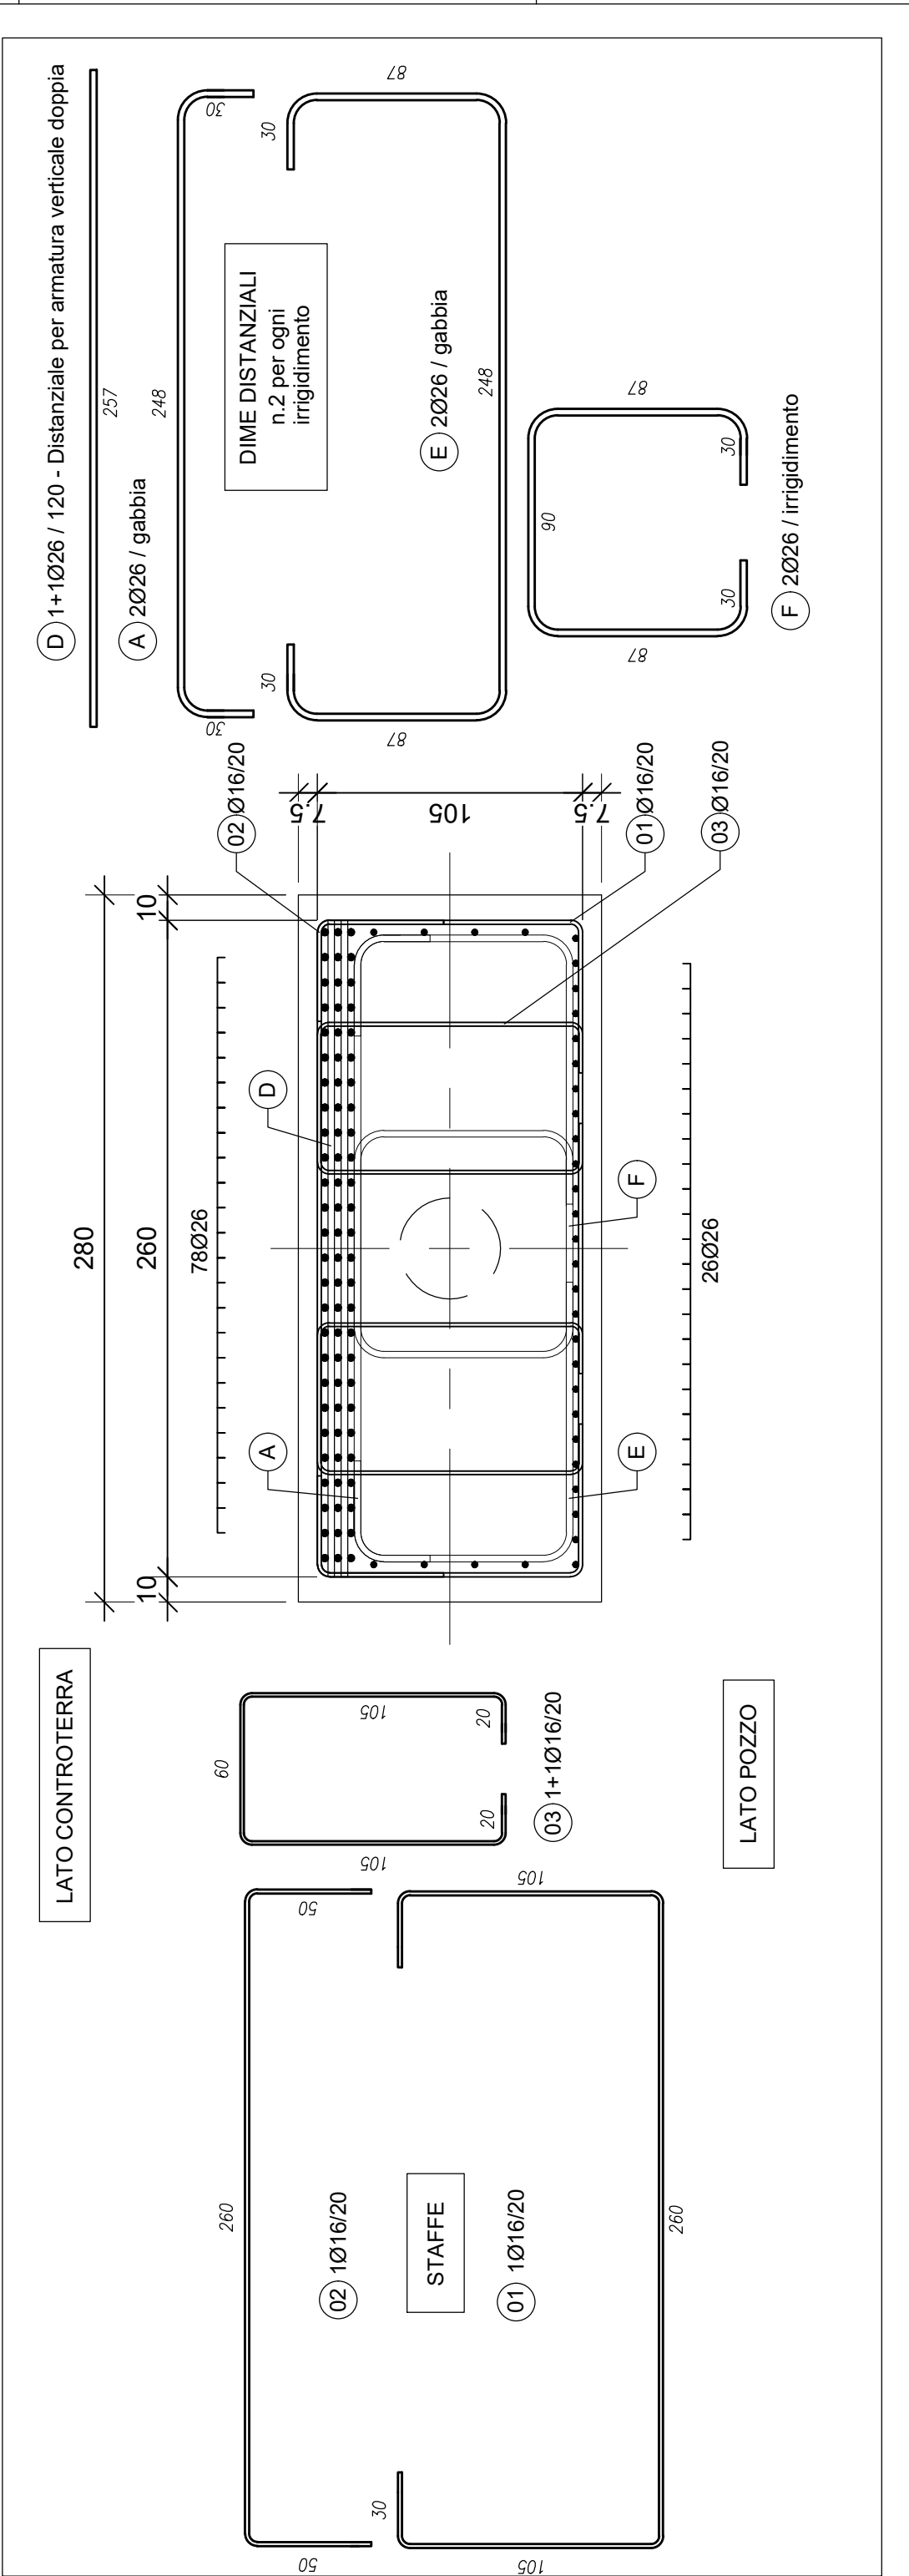 LATO CONTROTERRA
280
10
260
10
78Ø26
D 1+1Ø26 / 120 - Distanziale per armatura verticale doppia
257
A 2Ø26 / gabbia
248
30
30
DIME DISTANZIALI
n.2 per ogni
irrigidimento
30
30
87
87
E 2Ø26 / gabbia
248
90
87
87
30
30
F 2Ø26 / irrigidimento
02 Ø16/20
7.5
105
7.5
01 Ø16/20
03 Ø16/20
D
A
F
E
26Ø26
60
105
105
20
20
03 1+1Ø16/20
LATO POZZO
260
50
50
02 1Ø16/20
STAFFE
01 1Ø16/20
30
105
105
260